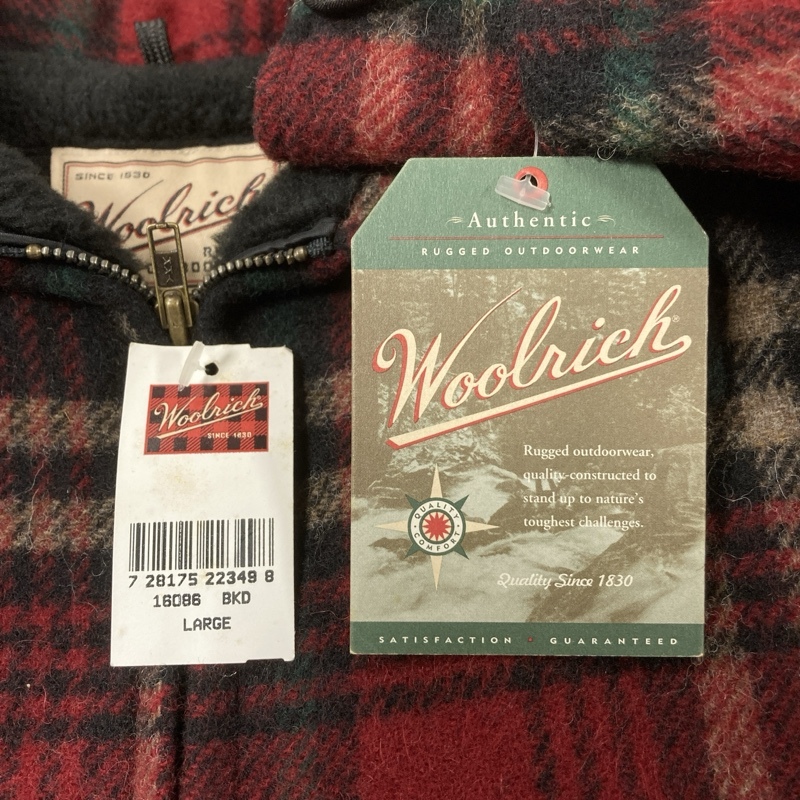 SINCE 1830
Woolrich
Authentic
RUGGED OUTDOORWEAR
Woolrich®
Rugged outdoorwear,
quality-constructed to
stand up to nature's
toughest challenges.
QUALITY
COMFORT
Quality Since 1830
SATISFACTION · GUARANTEED
Woolrich
SINCE 1830
7 28175 22349 8
16086 BKD
LARGE